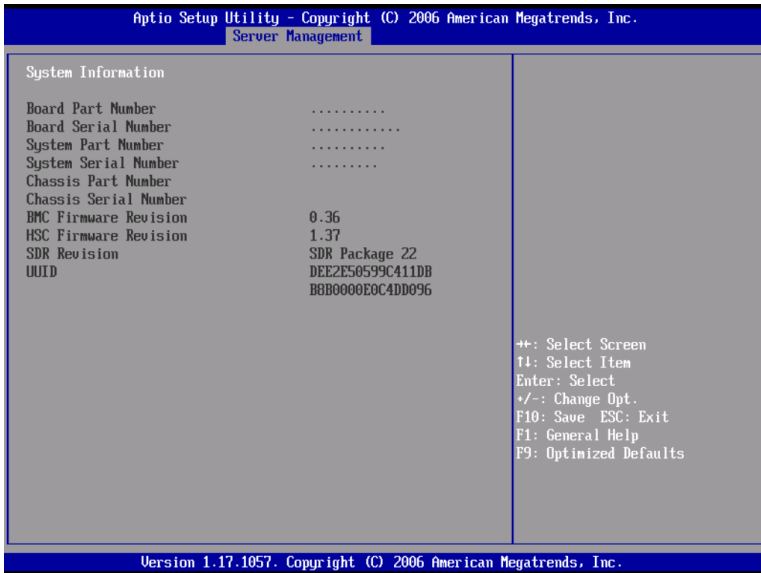 Aptio Setup Utility - Copyright (C) 2006 American Megatrends, Inc.
Server Management
System Information
Board Part Number ..........
Board Serial Number ............
System Part Number ..........
System Serial Number .........
Chassis Part Number
Chassis Serial Number
BMC Firmware Revision 0.36
HSC Firmware Revision 1.37
SDR Revision SDR Package 22
UUID DEE2E50599C411DB
B8B0000E0C4DD096
→←: Select Screen
↑↓: Select Item
Enter: Select
+/-: Change Opt.
F10: Save ESC: Exit
F1: General Help
F9: Optimized Defaults
Version 1.17.1057. Copyright (C) 2006 American Megatrends, Inc.